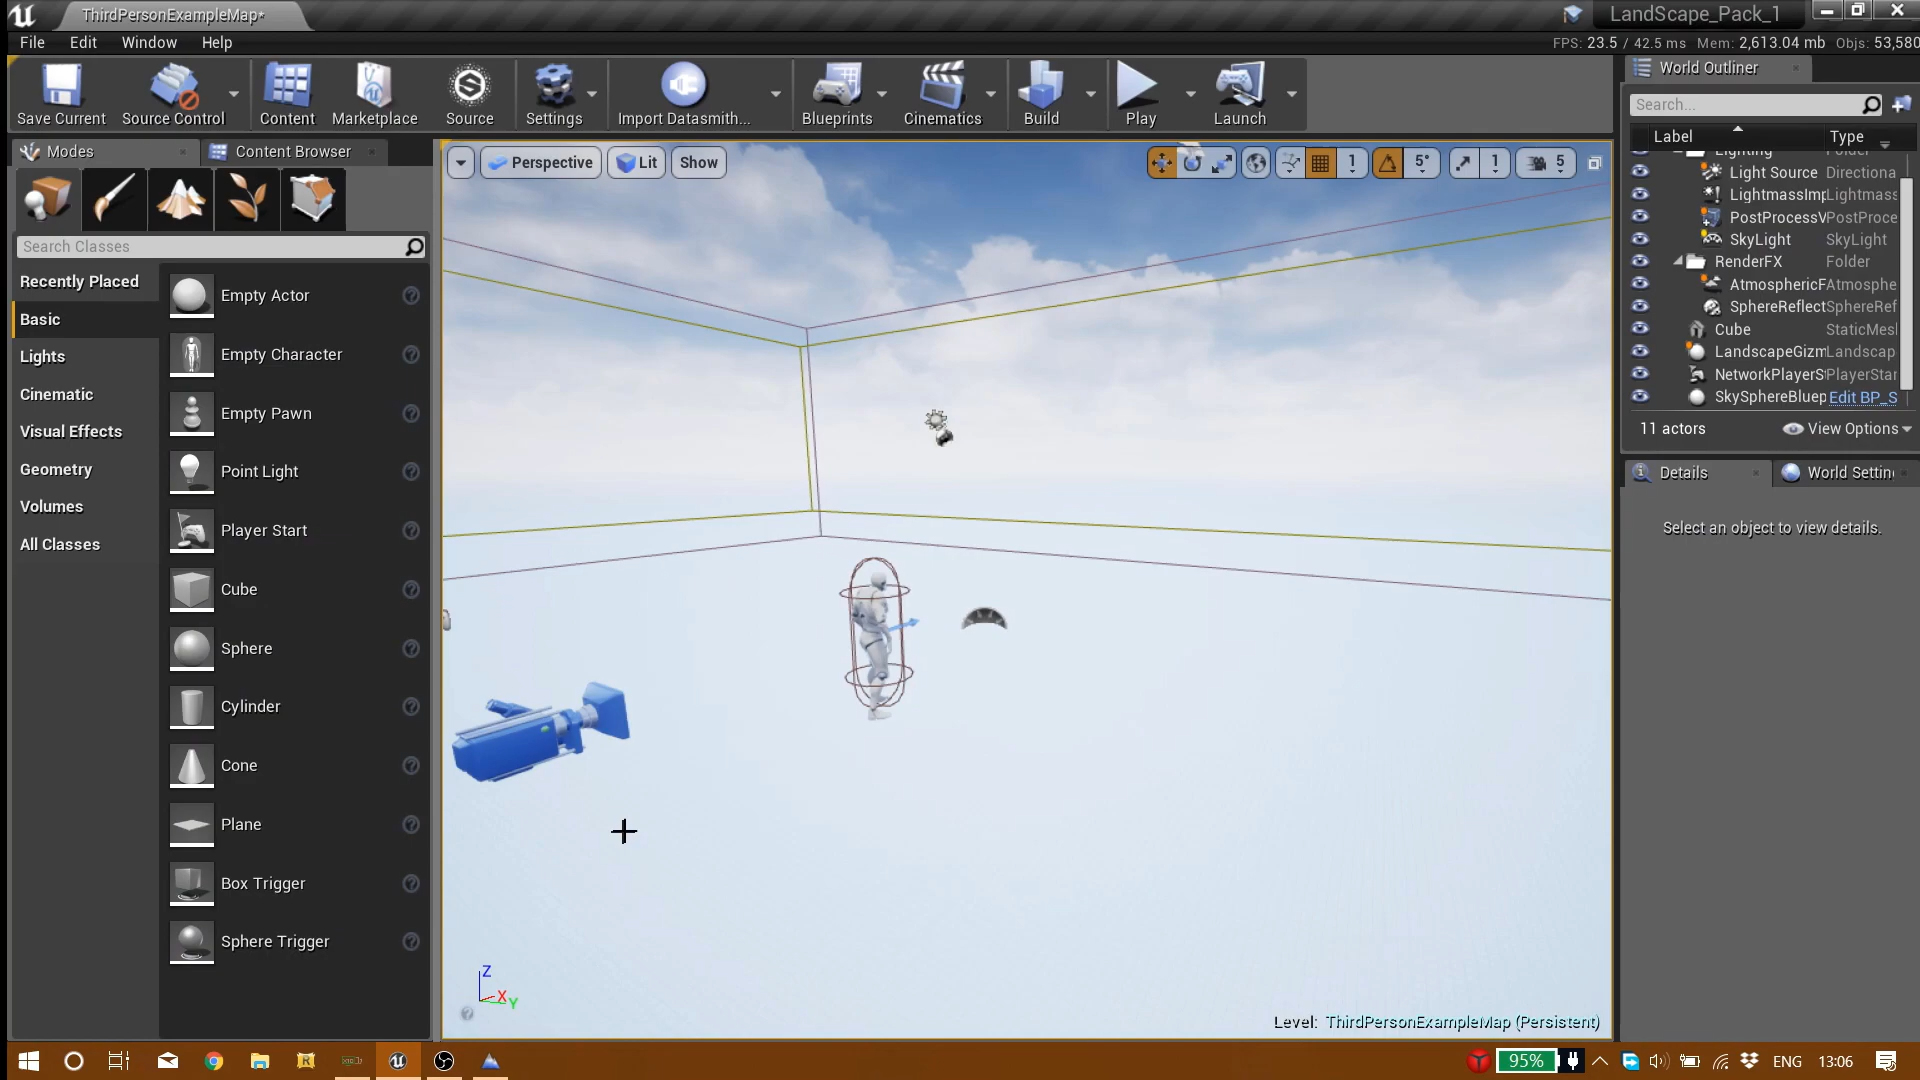 ThirdPersonExampleMap*
LandScape_Pack_1
File Edit Window Help
FPS: 23.5 / 42.5 ms Mem: 2,613.04 mb Objs: 53,580
Save Current
Source Control
Content
Marketplace
Source
Settings
Import Datasmith...
Blueprints
Cinematics
Build
Play
Launch
World Outliner
Search...
Label Type
Lighting Folder
Light Source Directiona
LightmassImp Lightmass
PostProcessV PostProce
SkyLight SkyLight
RenderFX Folder
AtmosphericF Atmosphe
SphereReflect SphereRef
Cube StaticMesh
LandscapeGizm Landscap
NetworkPlayerS PlayerStar
SkySphereBluep Edit BP_S
11 actors
View Options
Details
World Settin
Select an object to view details.
Modes
Content Browser
Search Classes
Recently Placed
Basic
Lights
Cinematic
Visual Effects
Geometry
Volumes
All Classes
Empty Actor
Empty Character
Empty Pawn
Point Light
Player Start
Cube
Sphere
Cylinder
Cone
Plane
Box Trigger
Sphere Trigger
Perspective
Lit
Show
1
5°
1
5
Z
X
Y
Level: ThirdPersonExampleMap (Persistent)
95%
ENG
13:06